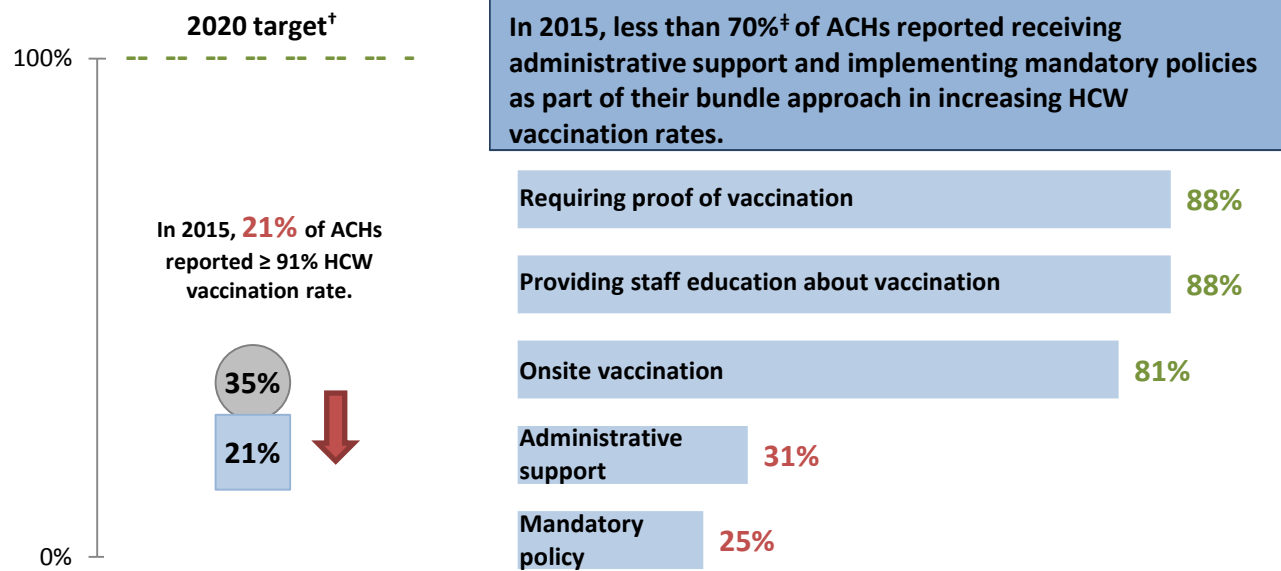 2020 target†
100%
In 2015, 21% of ACHs
reported ≥ 91% HCW
vaccination rate.
35%
21%
0%
In 2015, less than 70%‡ of ACHs reported receiving
administrative support and implementing mandatory policies
as part of their bundle approach in increasing HCW
vaccination rates.
Requiring proof of vaccination 88%
Providing staff education about vaccination 88%
Onsite vaccination 81%
Administrative
support 31%
Mandatory
policy 25%